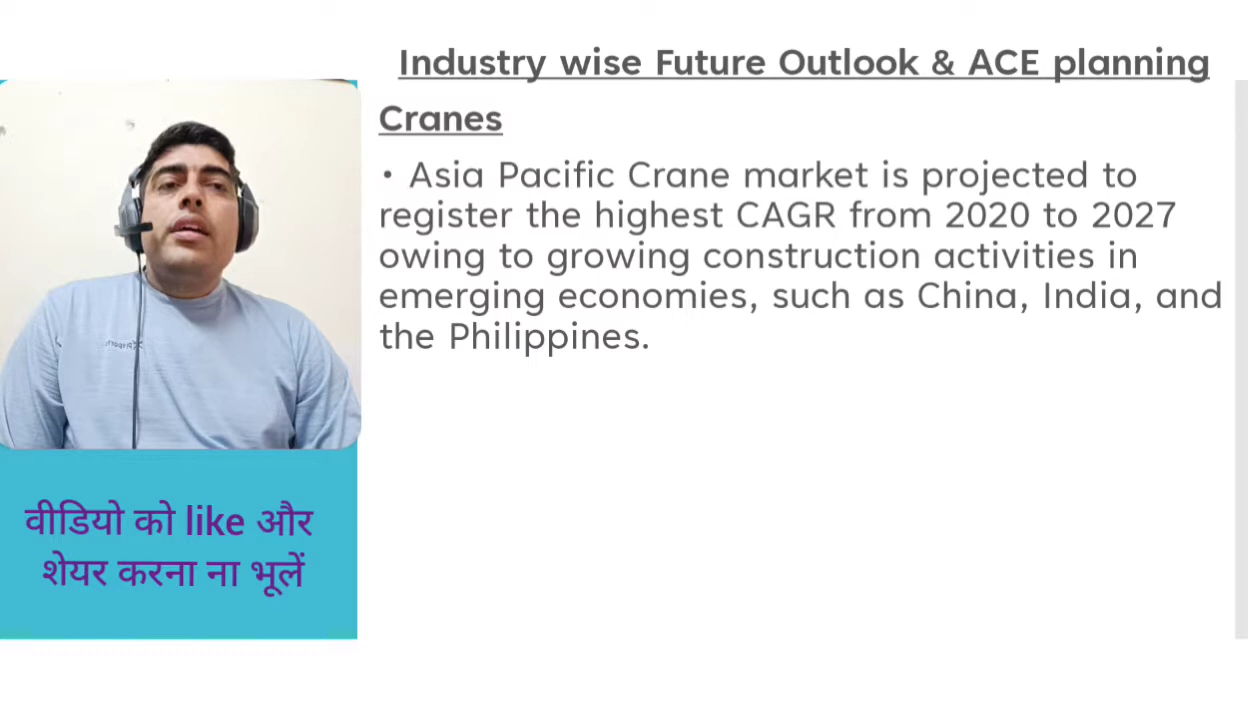 Industry wise Future Outlook & ACE planning
Cranes
• Asia Pacific Crane market is projected to
register the highest CAGR from 2020 to 2027
owing to growing construction activities in
emerging economies, such as China, India, and
the Philippines.
वीडियो को like और
शेयर करना ना भूलें